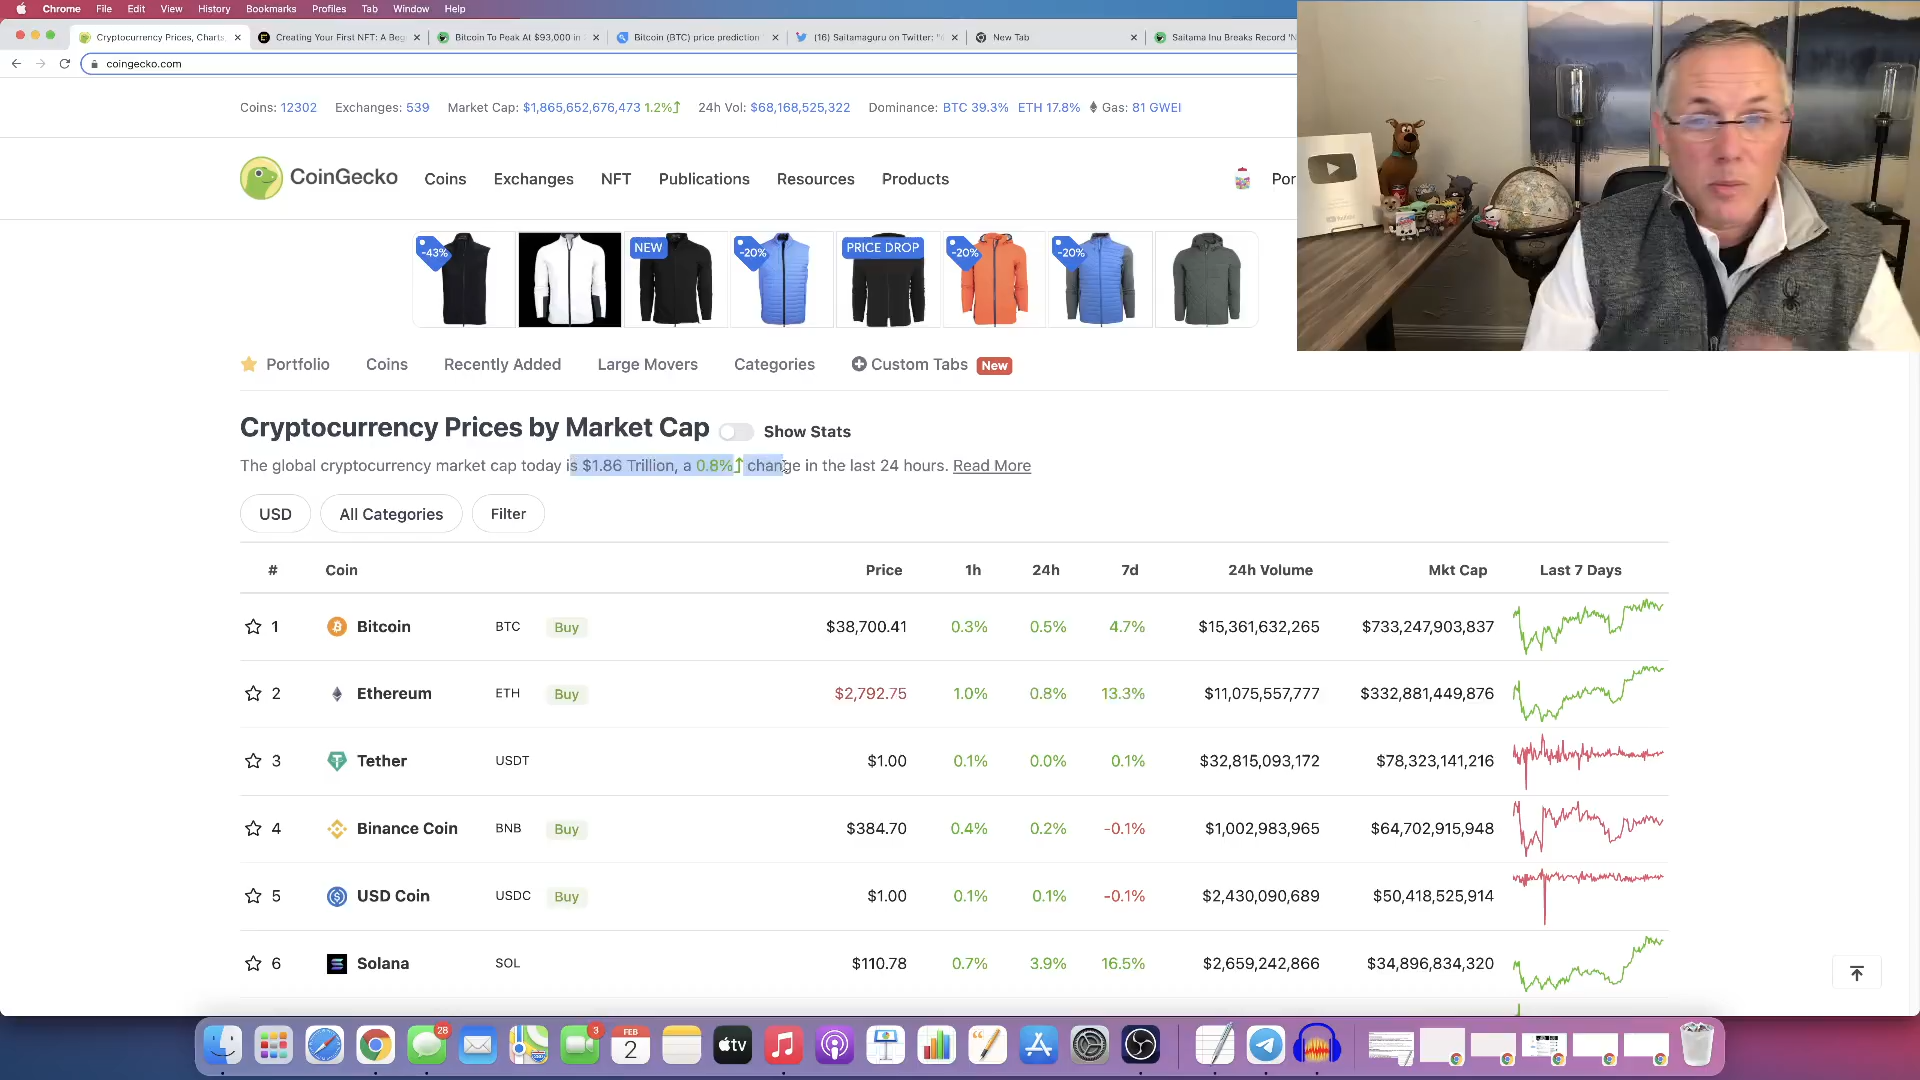 Chrome File Edit View History Bookmarks Profiles Tab Window Help
Cryptocurrency Prices, Charts, Creating Your First NFT: A Beg Bitcoin To Peak At $93,000 in Bitcoin (BTC) price prediction (16) Saitamaguru on Twitter: " New Tab Saitama Inu Breaks Record 'N
coingecko.com
Coins: 12302 Exchanges: 539 Market Cap: $1,865,652,676,473 1.2% 24h Vol: $68,168,525,322 Dominance: BTC 39.3% ETH 17.8% Gas: 81 GWEI
CoinGecko Coins Exchanges NFT Publications Resources Products Por
-43% NEW -20% PRICE DROP -20% -20%
Portfolio Coins Recently Added Large Movers Categories Custom Tabs New
Cryptocurrency Prices by Market Cap Show Stats
The global cryptocurrency market cap today is $1.86 Trillion, a 0.8% change in the last 24 hours. Read More
USD All Categories Filter
# Coin Price 1h 24h 7d 24h Volume Mkt Cap Last 7 Days
1 Bitcoin BTC Buy $38,700.41 0.3% 0.5% 4.7% $15,361,632,265 $733,247,903,837
2 Ethereum ETH Buy $2,792.75 1.0% 0.8% 13.3% $11,075,557,777 $332,881,449,876
3 Tether USDT $1.00 0.1% 0.0% 0.1% $32,815,093,172 $78,323,141,216
4 Binance Coin BNB Buy $384.70 0.4% 0.2% -0.1% $1,002,983,965 $64,702,915,948
5 USD Coin USDC Buy $1.00 0.1% 0.1% -0.1% $2,430,090,689 $50,418,525,914
6 Solana SOL $110.78 0.7% 3.9% 16.5% $2,659,242,866 $34,896,834,320
28 3 FEB 2 tv